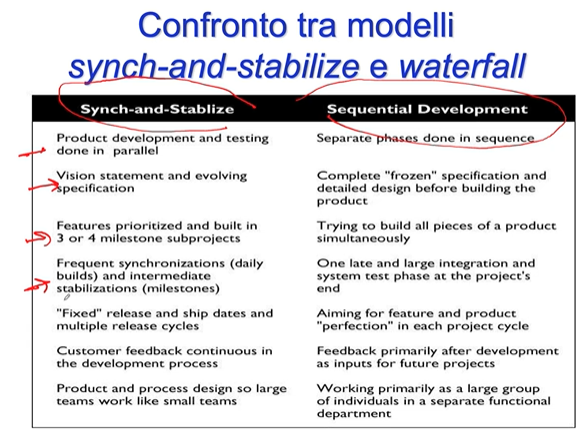 Confronto tra modelli
synch-and-stabilize e waterfall
Synch-and-Stablize
Sequential Development
Product development and testing
done in parallel
Separate phases done in sequence
Vision statement and evolving
specification
Complete "frozen" specification and
detailed design before building the
product
Features prioritized and built in
3 or 4 milestone subprojects
Trying to build all pieces of a product
simultaneously
Frequent synchronizations (daily
builds) and intermediate
stabilizations (milestones)
One late and large integration and
system test phase at the project's
end
"Fixed" release and ship dates and
multiple release cycles
Aiming for feature and product
"perfection" in each project cycle
Customer feedback continuous in
the development process
Feedback primarily after development
as inputs for future projects
Product and process design so large
teams work like small teams
Working primarily as a large group
of individuals in a separate functional
department